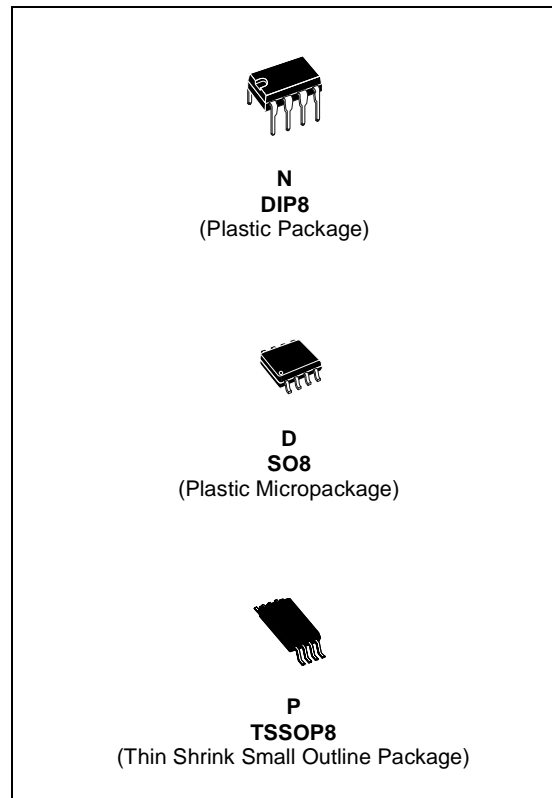 N
DIP8
(Plastic Package)
D
SO8
(Plastic Micropackage)
P
TSSOP8
(Thin Shrink Small Outline Package)